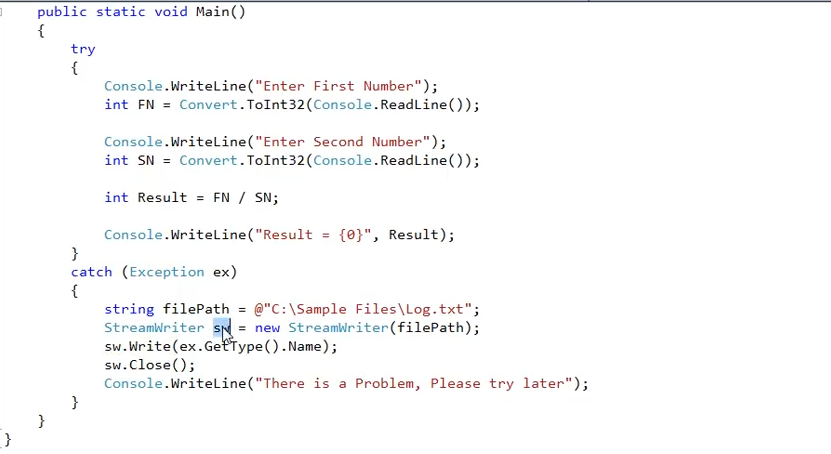 public static void Main()
{
try
{
Console.WriteLine("Enter First Number");
int FN = Convert.ToInt32(Console.ReadLine());
Console.WriteLine("Enter Second Number");
int SN = Convert.ToInt32(Console.ReadLine());
int Result = FN / SN;
Console.WriteLine("Result = {0}", Result);
}
catch (Exception ex)
{
string filePath = @"C:\Sample Files\Log.txt";
StreamWriter sw = new StreamWriter(filePath);
sw.Write(ex.GetType().Name);
sw.Close();
Console.WriteLine("There is a Problem, Please try later");
}
}
}